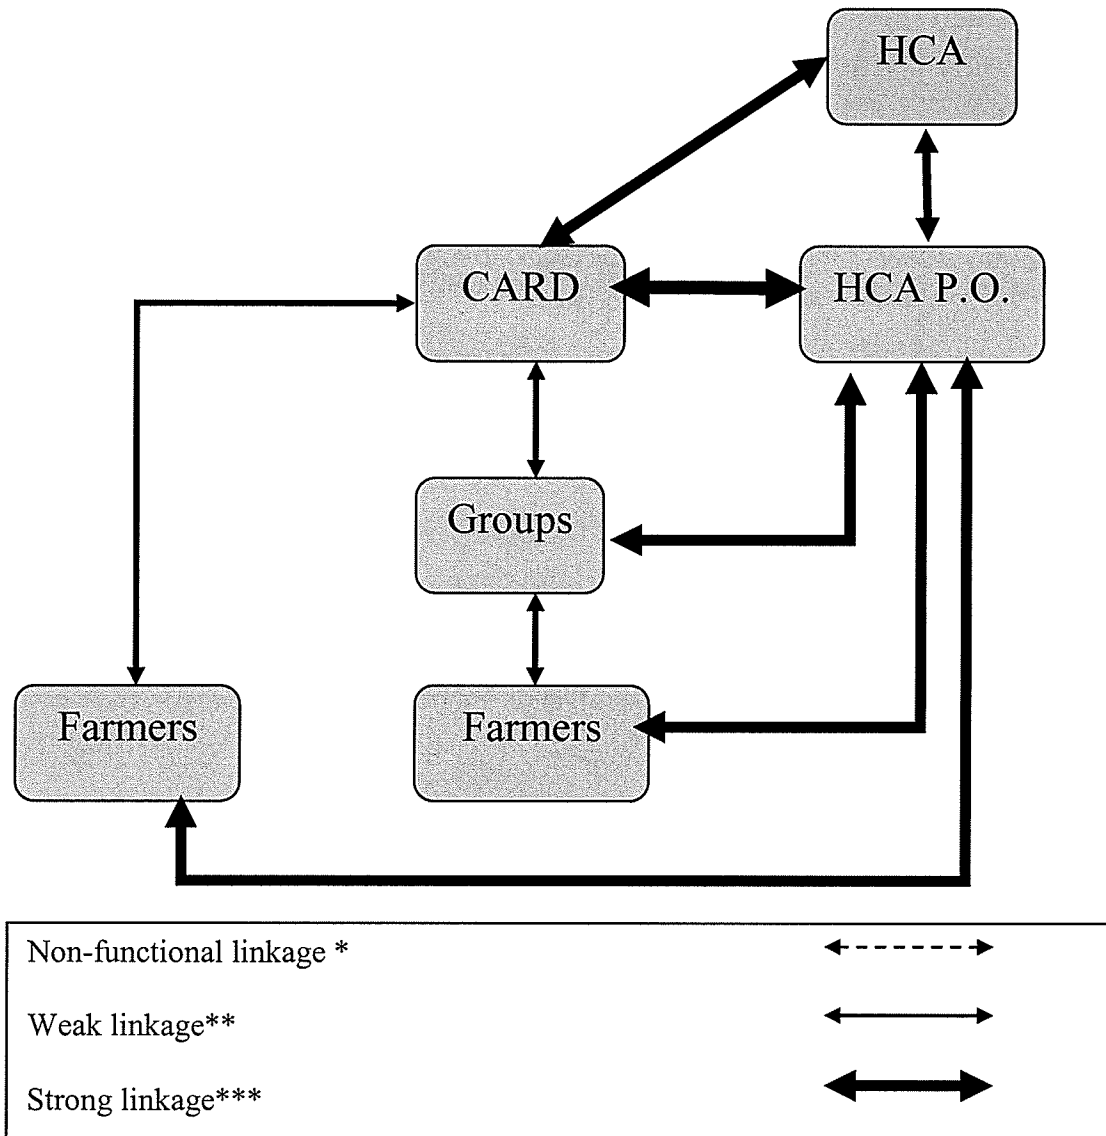 HCA
CARD
HCA P.O.
Groups
Farmers
Farmers
Non-functional linkage *
Weak linkage**
Strong linkage***